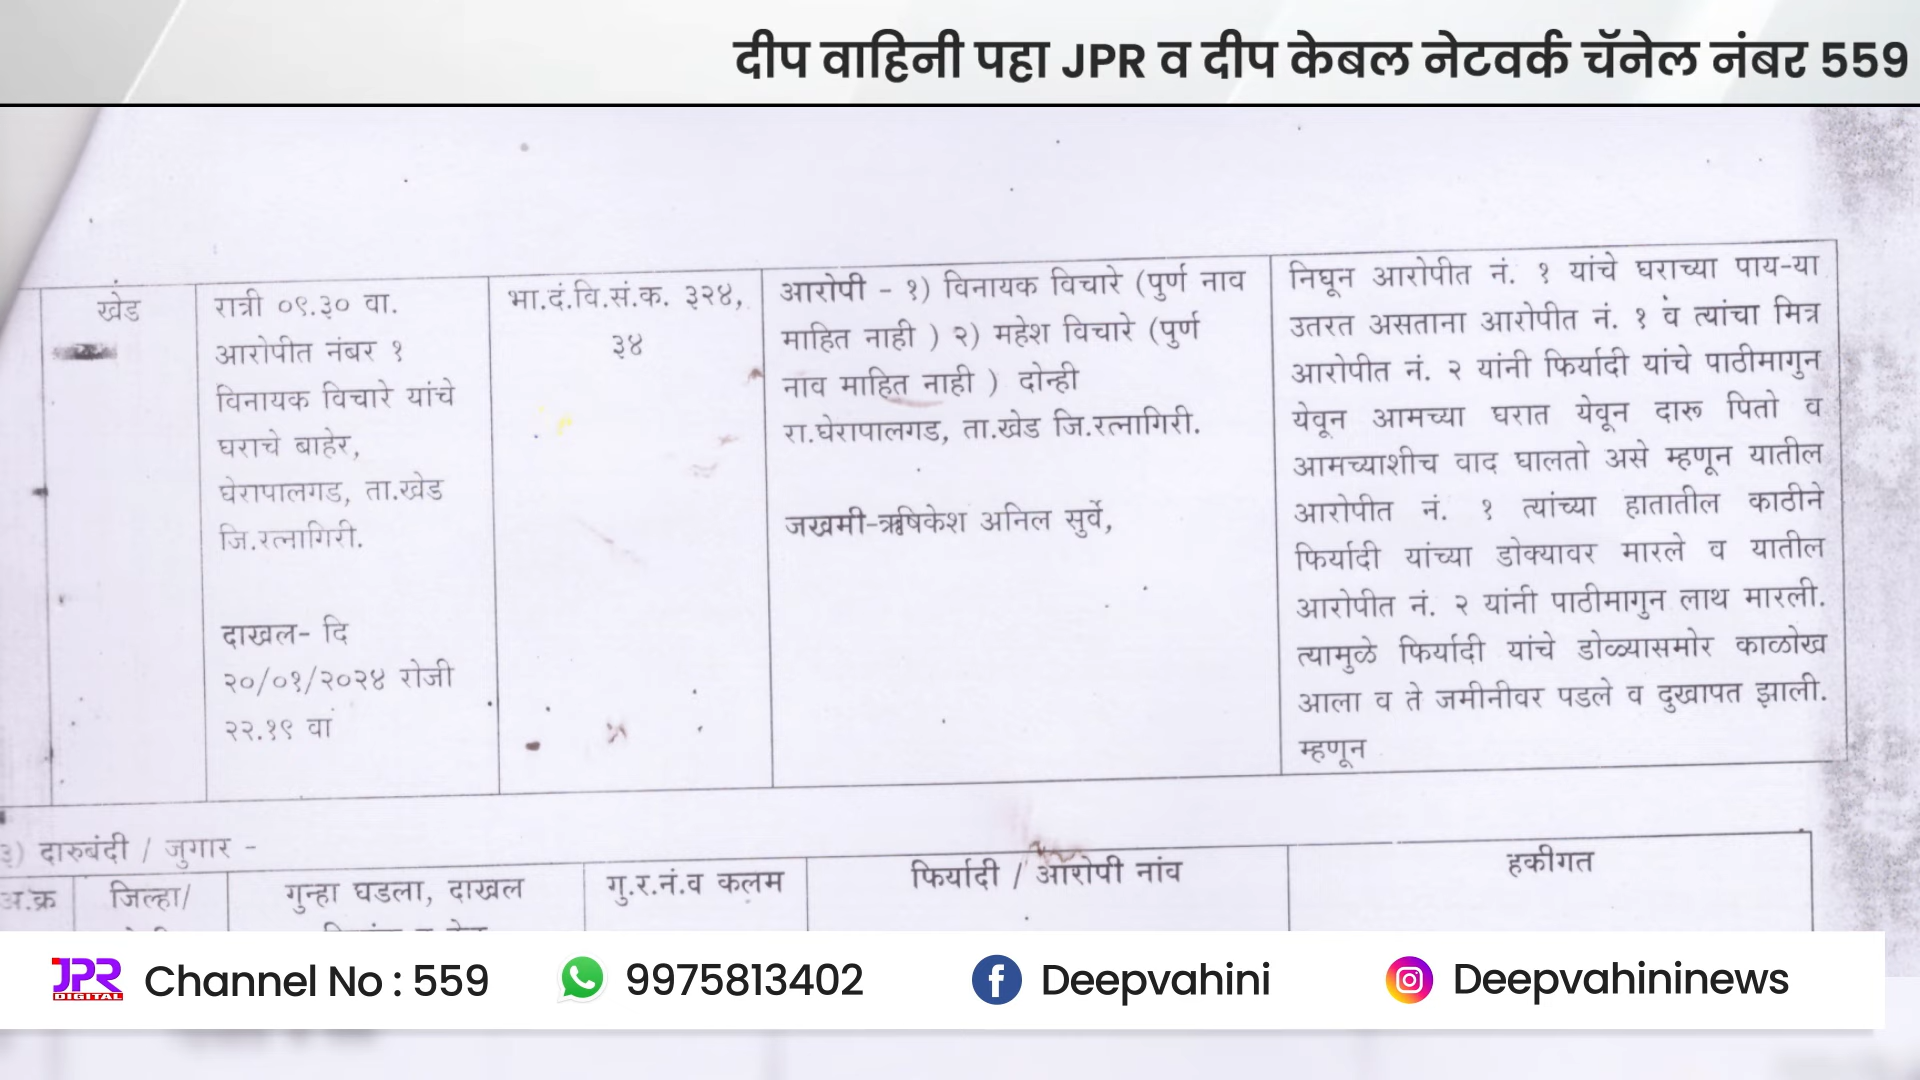 दीप वाहिनी पहा JPR व दीप केबल नेटवर्क चॅनेल नंबर 559
खेड
रात्री ०९.३० वा.
आरोपीत नंबर १
विनायक विचारे यांचे
घराचे बाहेर,
घेरापालगड, ता.खेड
जि.रत्नागिरी.
दाखल- दि
२०/०१/२०२४ रोजी
२२.१९ वां
भा.दं.वि.सं.क. ३२४,
३४
आरोपी - १) विनायक विचारे (पुर्ण नाव
माहित नाही ) २) महेश विचारे (पुर्ण
नाव माहित नाही ) दोन्ही
रा.घेरापालगड, ता.खेड जि.रत्नागिरी.
जखमी-ऋषिकेश अनिल सुर्वे,
निघून आरोपीत नं. १ यांचे घराच्या पाय-या
उतरत असताना आरोपीत नं. १ व त्यांचा मित्र
आरोपीत नं. २ यांनी फिर्यादी यांचे पाठीमागुन
येवून आमच्या घरात येवून दारू पितो व
आमच्याशीच वाद घालतो असे म्हणून यातील
आरोपीत नं. १ त्यांच्या हातातील काठीने
फिर्यादी यांच्या डोक्यावर मारले व यातील
आरोपीत नं. २ यांनी पाठीमागुन लाथ मारली.
त्यामुळे फिर्यादी यांचे डोळ्यासमोर काळोख
आला व ते जमीनीवर पडले व दुखापत झाली.
म्हणून
३) दारुबंदी / जुगार -
अ.क्र
जिल्हा/
गुन्हा घडला, दाखल
गु.र.नं.व कलम
फिर्यादी / आरोपी नांव
हकीगत
JPR DIGITAL
Channel No : 559
9975813402
Deepvahini
Deepvahininews